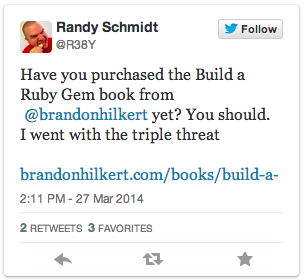 Randy Schmidt
@R38Y
Follow
Have you purchased the Build a
Ruby Gem book from
@brandonhilkert yet? You should.
I went with the triple threat
brandonhilkert.com/books/build-a-
2:11 PM - 27 Mar 2014
2 RETWEETS 3 FAVORITES